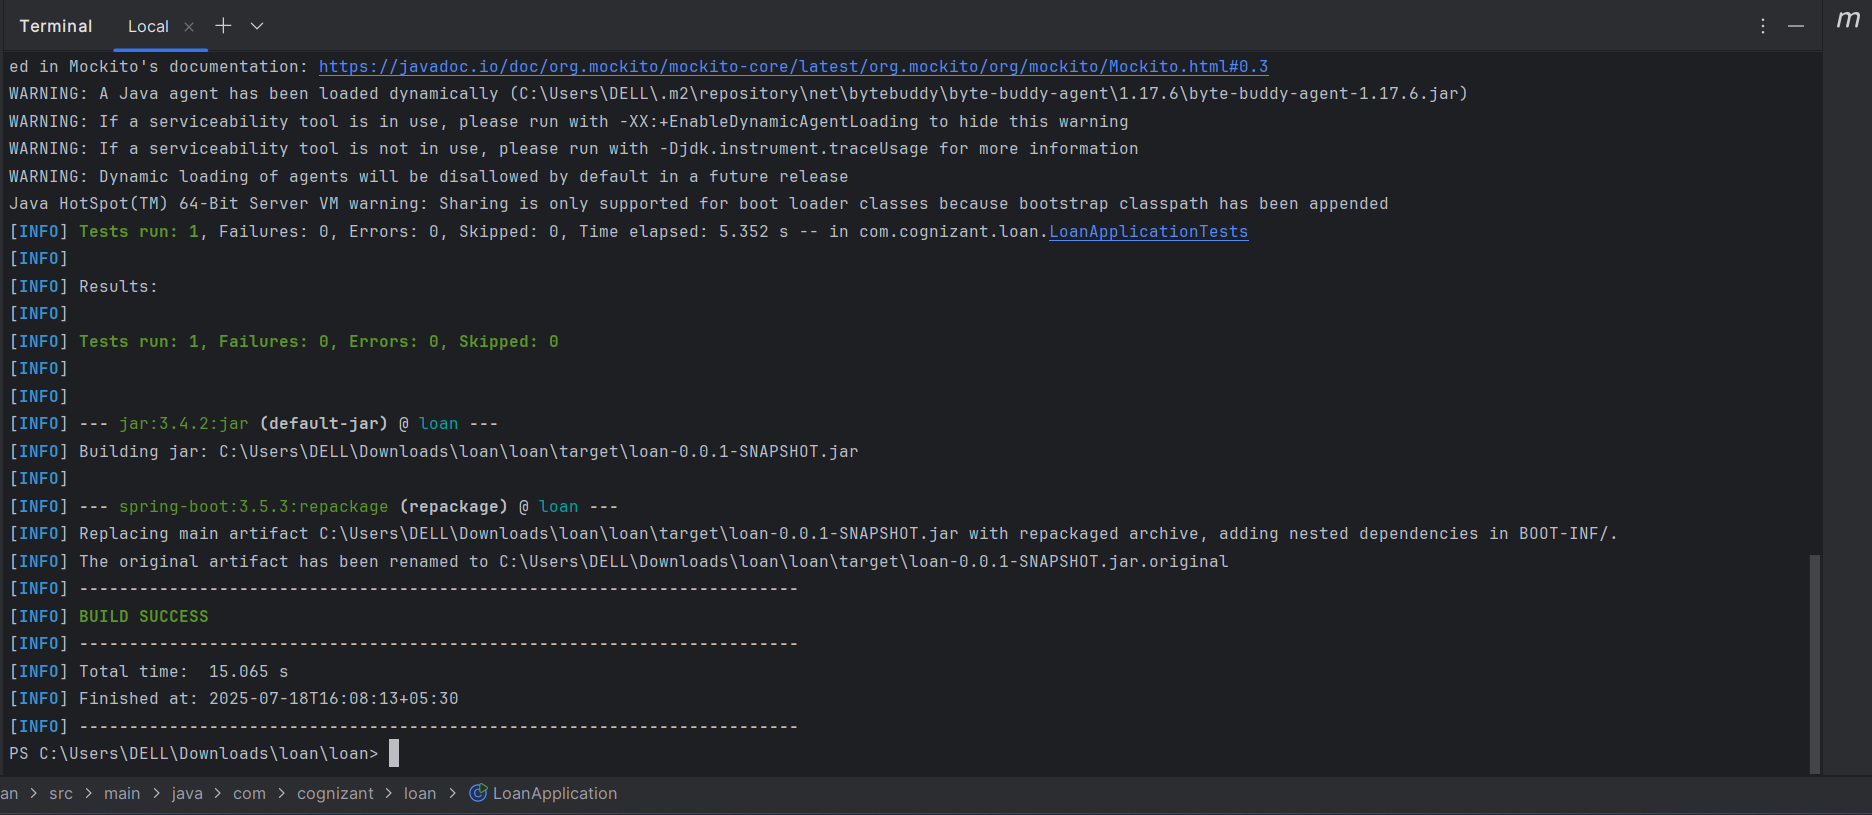 Terminal Local
m
ed in Mockito's documentation: https://javadoc.io/doc/org.mockito/mockito-core/latest/org.mockito/org/mockito/Mockito.html#0.3
WARNING: A Java agent has been loaded dynamically (C:\Users\DELL\.m2\repository\net\bytebuddy\byte-buddy-agent\1.17.6\byte-buddy-agent-1.17.6.jar)
WARNING: If a serviceability tool is in use, please run with -XX:+EnableDynamicAgentLoading to hide this warning
WARNING: If a serviceability tool is not in use, please run with -Djdk.instrument.traceUsage for more information
WARNING: Dynamic loading of agents will be disallowed by default in a future release
Java HotSpot(TM) 64-Bit Server VM warning: Sharing is only supported for boot loader classes because bootstrap classpath has been appended
[INFO] Tests run: 1, Failures: 0, Errors: 0, Skipped: 0, Time elapsed: 5.352 s -- in com.cognizant.loan.LoanApplicationTests
[INFO]
[INFO] Results:
[INFO]
[INFO] Tests run: 1, Failures: 0, Errors: 0, Skipped: 0
[INFO]
[INFO]
[INFO] --- jar:3.4.2:jar (default-jar) @ loan ---
[INFO] Building jar: C:\Users\DELL\Downloads\loan\loan\target\loan-0.0.1-SNAPSHOT.jar
[INFO]
[INFO] --- spring-boot:3.5.3:repackage (repackage) @ loan ---
[INFO] Replacing main artifact C:\Users\DELL\Downloads\loan\loan\target\loan-0.0.1-SNAPSHOT.jar with repackaged archive, adding nested dependencies in BOOT-INF/.
[INFO] The original artifact has been renamed to C:\Users\DELL\Downloads\loan\loan\target\loan-0.0.1-SNAPSHOT.jar.original
[INFO] ------------------------------------------------------------------------
[INFO] BUILD SUCCESS
[INFO] ------------------------------------------------------------------------
[INFO] Total time:  15.065 s
[INFO] Finished at: 2025-07-18T16:08:13+05:30
[INFO] ------------------------------------------------------------------------
PS C:\Users\DELL\Downloads\loan\loan>
an > src > main > java > com > cognizant > loan > LoanApplication